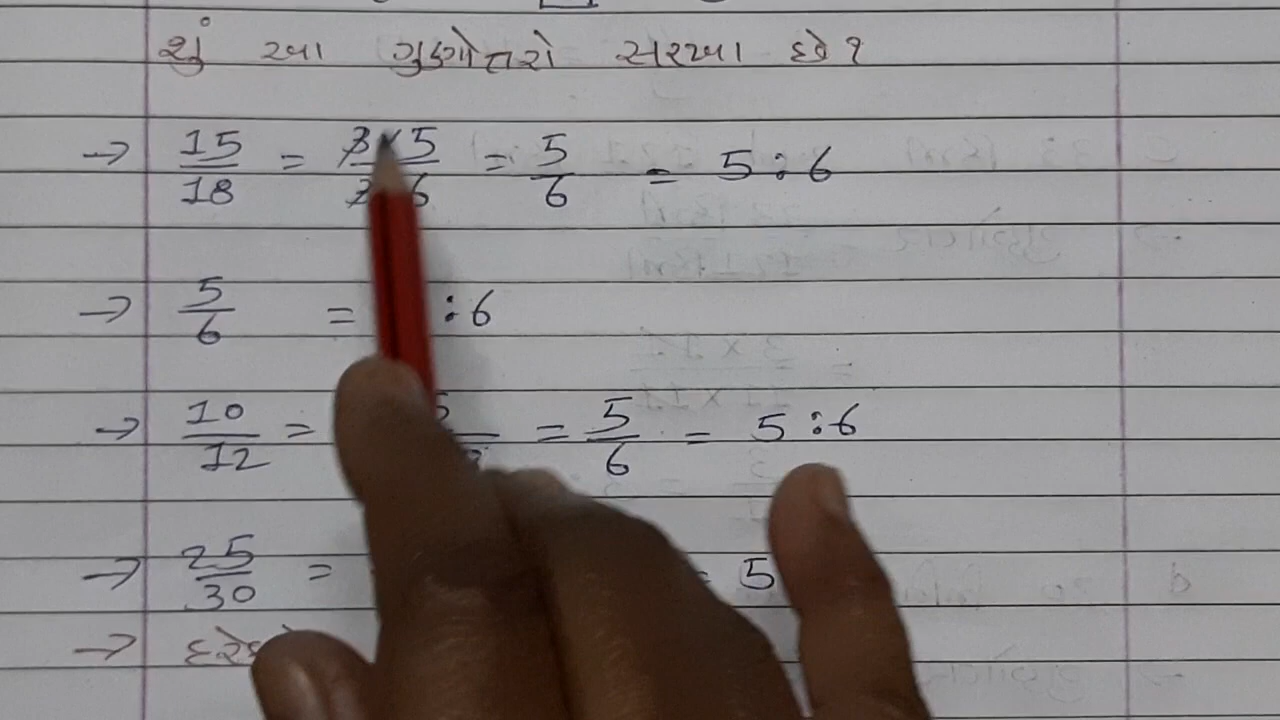 શું આ ગુણોત્તરો સરખા હશે ?
→ 15/18 = 3×5/ 6 = 5/6 = 5:6
→ 5/6 = :6
→ 10/12 = = 5/6 = 5:6
→ 25/30 = = 5
→